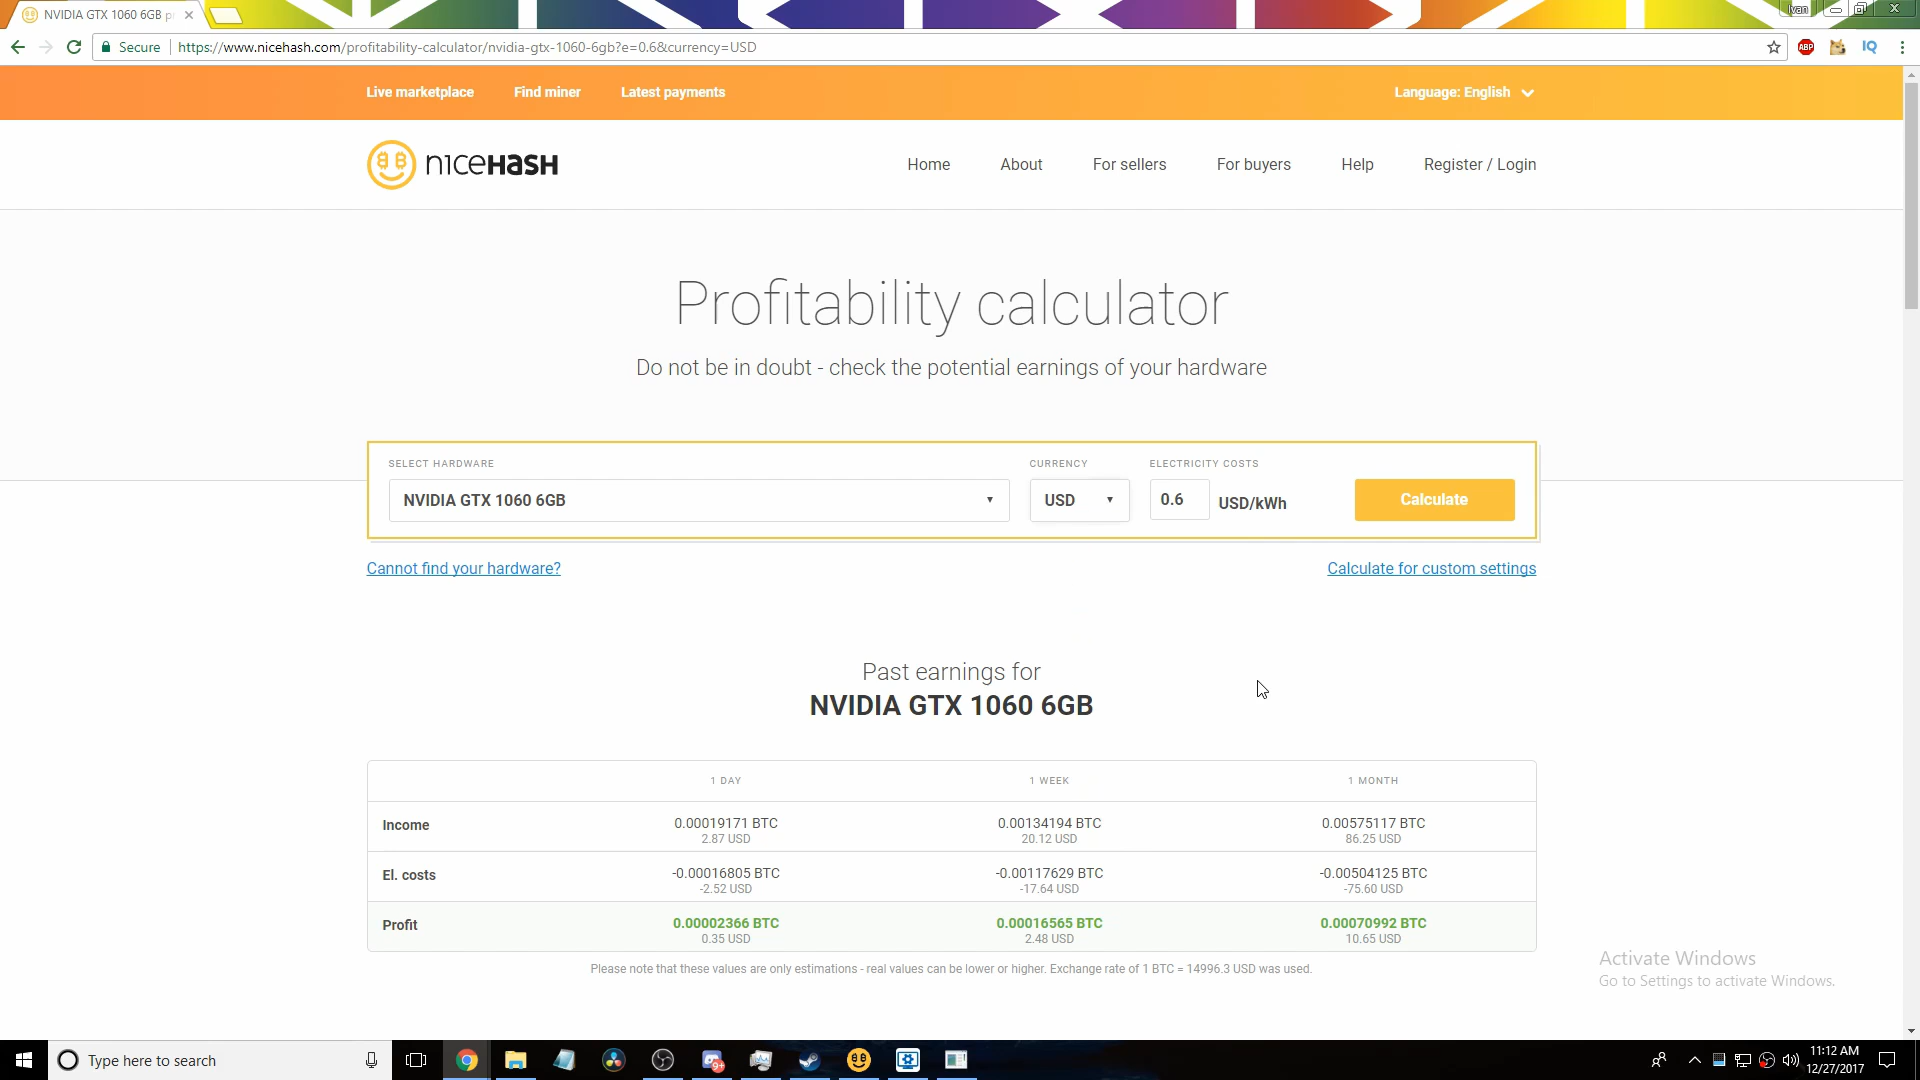 NVIDIA GTX 1060 6GB p
Ivan
Secure
https://www.nicehash.com/profitability-calculator/nvidia-gtx-1060-6gb?e=0.6&currency=USD
ABP
IQ
Live marketplace Find miner Latest payments Language: English
nıceHasH Home About For sellers For buyers Help Register / Login
Profitability calculator
Do not be in doubt - check the potential earnings of your hardware
SELECT HARDWARE CURRENCY ELECTRICITY COSTS
NVIDIA GTX 1060 6GB USD 0.6 USD/kWh Calculate
Cannot find your hardware? Calculate for custom settings
Past earnings for
NVIDIA GTX 1060 6GB
1 DAY 1 WEEK 1 MONTH
Income 0.00019171 BTC 0.00134194 BTC 0.00575117 BTC
2.87 USD 20.12 USD 86.25 USD
El. costs -0.00016805 BTC -0.00117629 BTC -0.00504125 BTC
-2.52 USD -17.64 USD -75.60 USD
Profit 0.00002366 BTC 0.00016565 BTC 0.00070992 BTC
0.35 USD 2.48 USD 10.65 USD
Please note that these values are only estimations - real values can be lower or higher. Exchange rate of 1 BTC = 14996.3 USD was used.
Activate Windows
Go to Settings to activate Windows.
Type here to search
9+
11:12 AM
12/27/2017